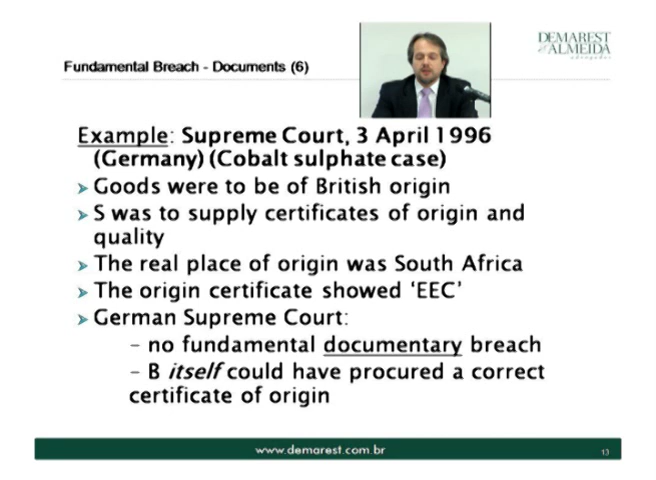 DEMAREST
& ALMEIDA
advogados
Fundamental Breach - Documents (6)
Example: Supreme Court, 3 April 1996
(Germany) (Cobalt sulphate case)
Goods were to be of British origin
S was to supply certificates of origin and
quality
The real place of origin was South Africa
The origin certificate showed ‘EEC’
German Supreme Court:
– no fundamental documentary breach
– B itself could have procured a correct
certificate of origin
www.demarest.com.br
13